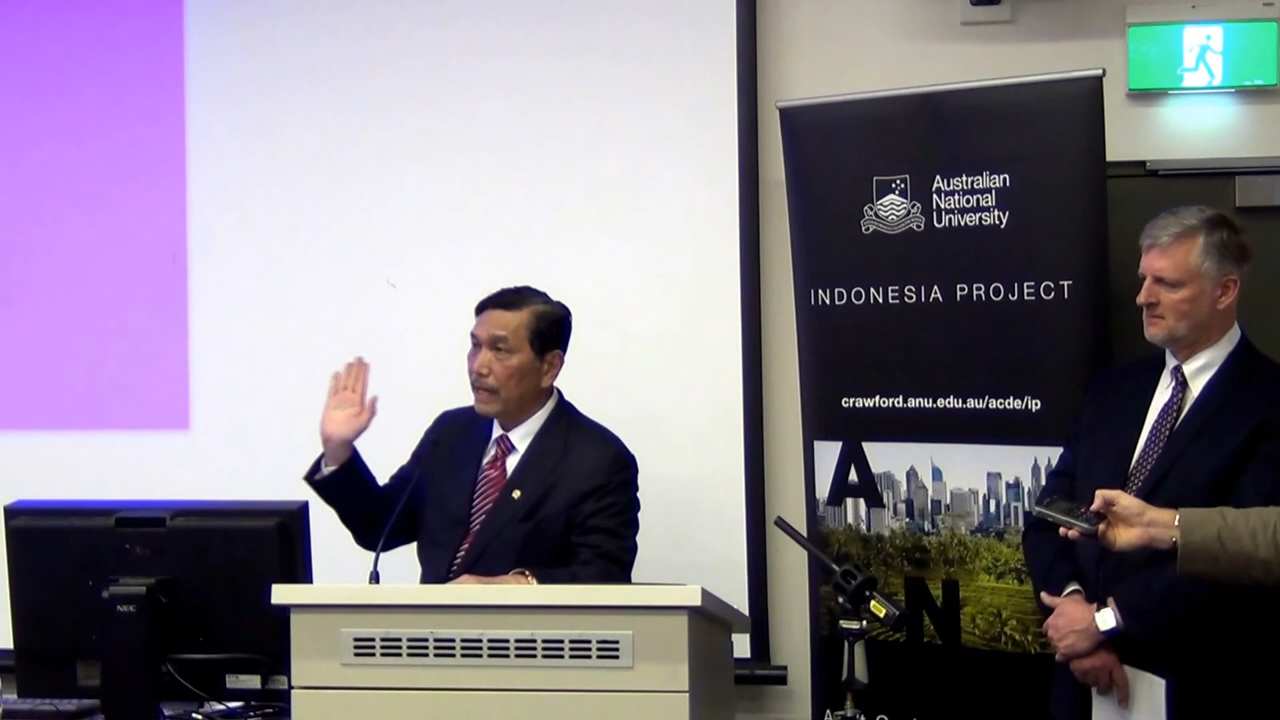 Australian
National
University
INDONESIA PROJECT
crawford.anu.edu.au/acde/ip
A
N
NEC